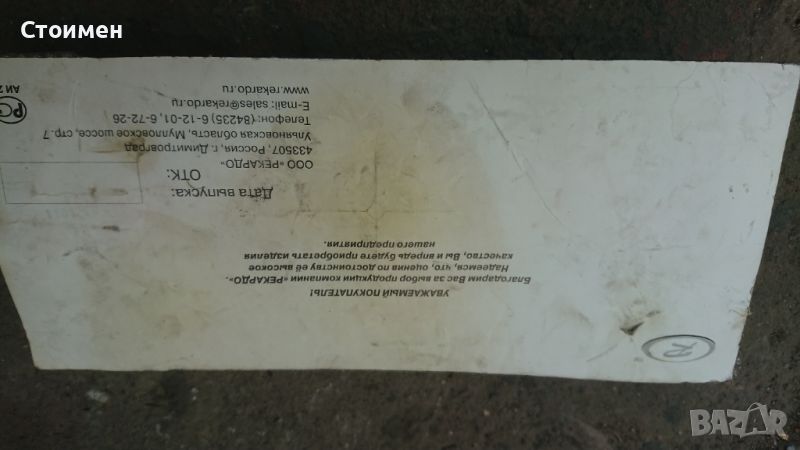 Стоимен
УВАЖАЕМЫЙ ПОКУПАТЕЛЬ!
Благодарим Вас за выбор продукции компании «РЕКАРДО».
Надеемся, что, оценив по достоинству её высокое
качество, Вы и впредь будете приобретать изделия
нашего предприятия.
Дата выпуска:
ОТК:
ООО «РЕКАРДО»
433507, Россия, г. Димитровград
Ульяновская область, Мулловское шоссе, стр.7
Телефон: (84235) 6-12-01, 6-72-26
E-mail: sales@rekardo.ru
www.rekardo.ru
РС
R
BAZAR